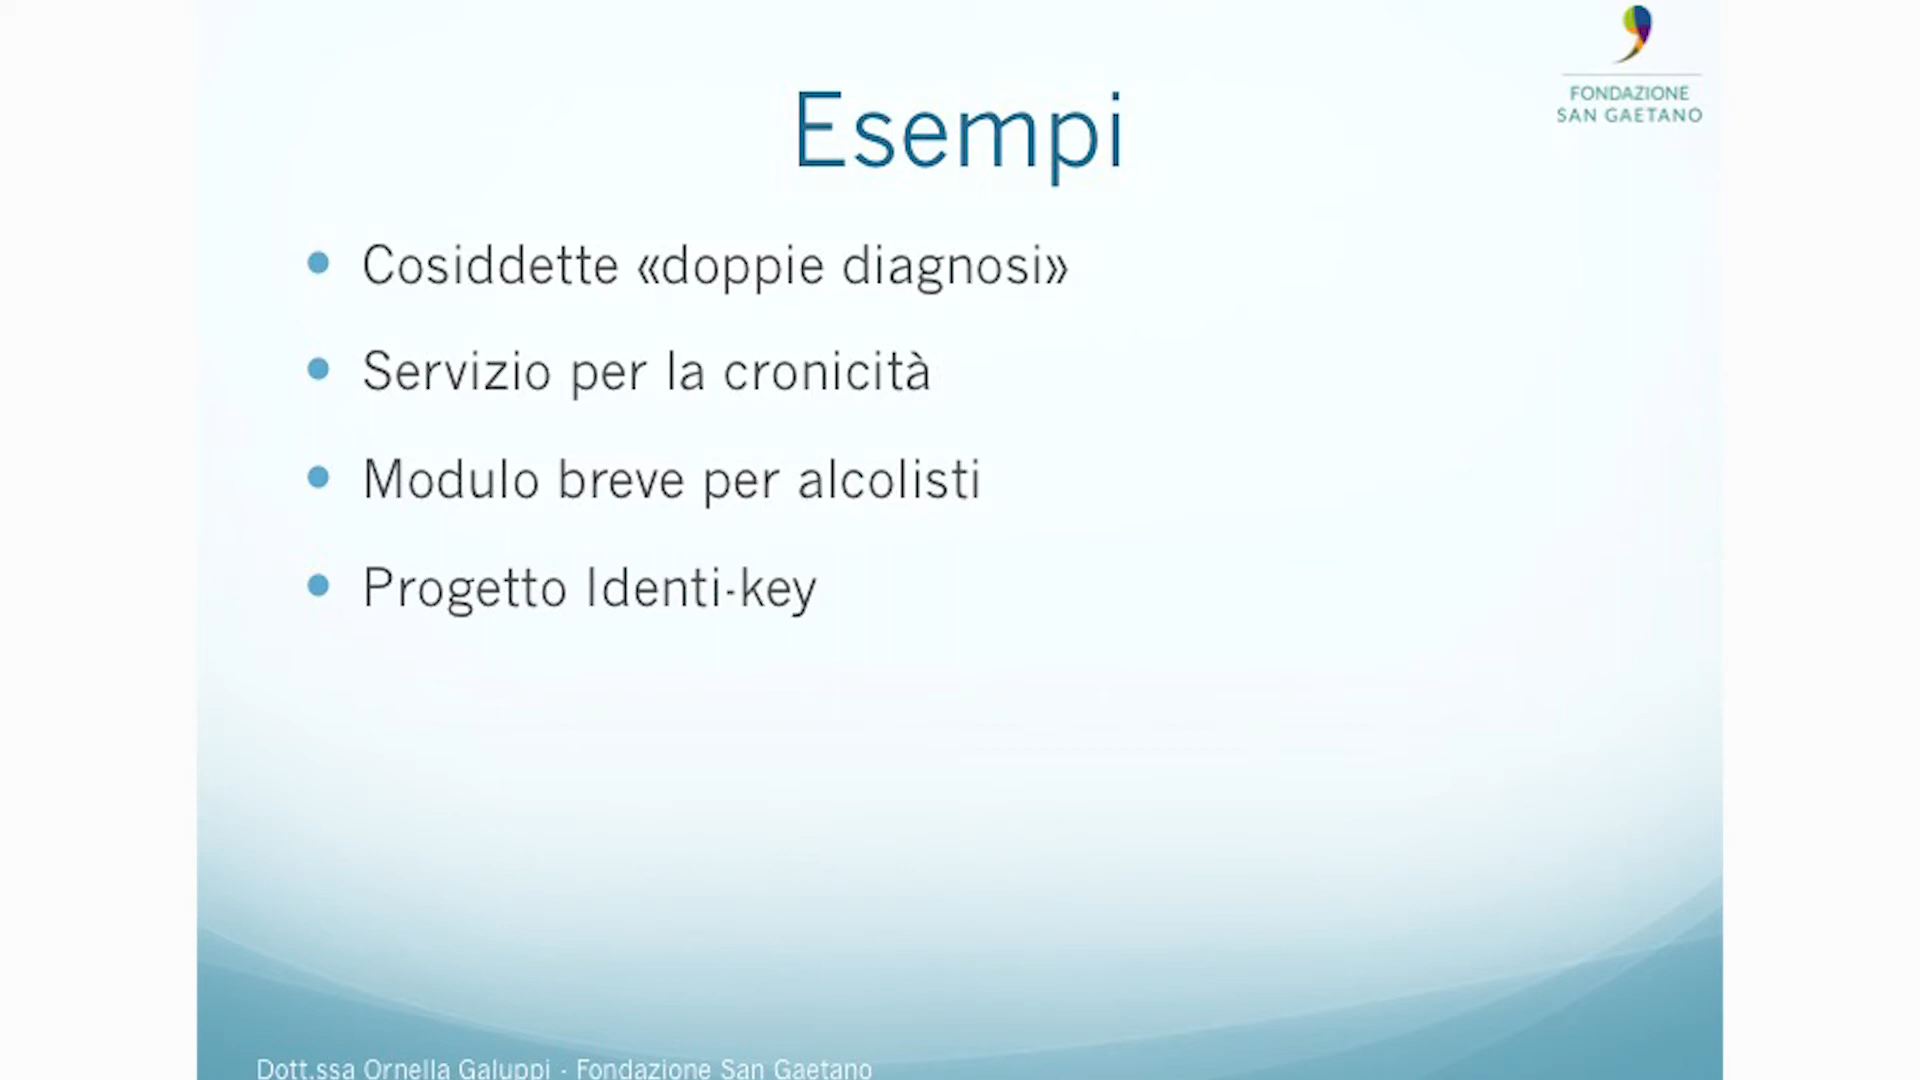 FONDAZIONE
SAN GAETANO
Esempi
Cosiddette «doppie diagnosi»
Servizio per la cronicità
Modulo breve per alcolisti
Progetto Identi-key
Dott.ssa Ornella Galuppi - Fondazione San Gaetano